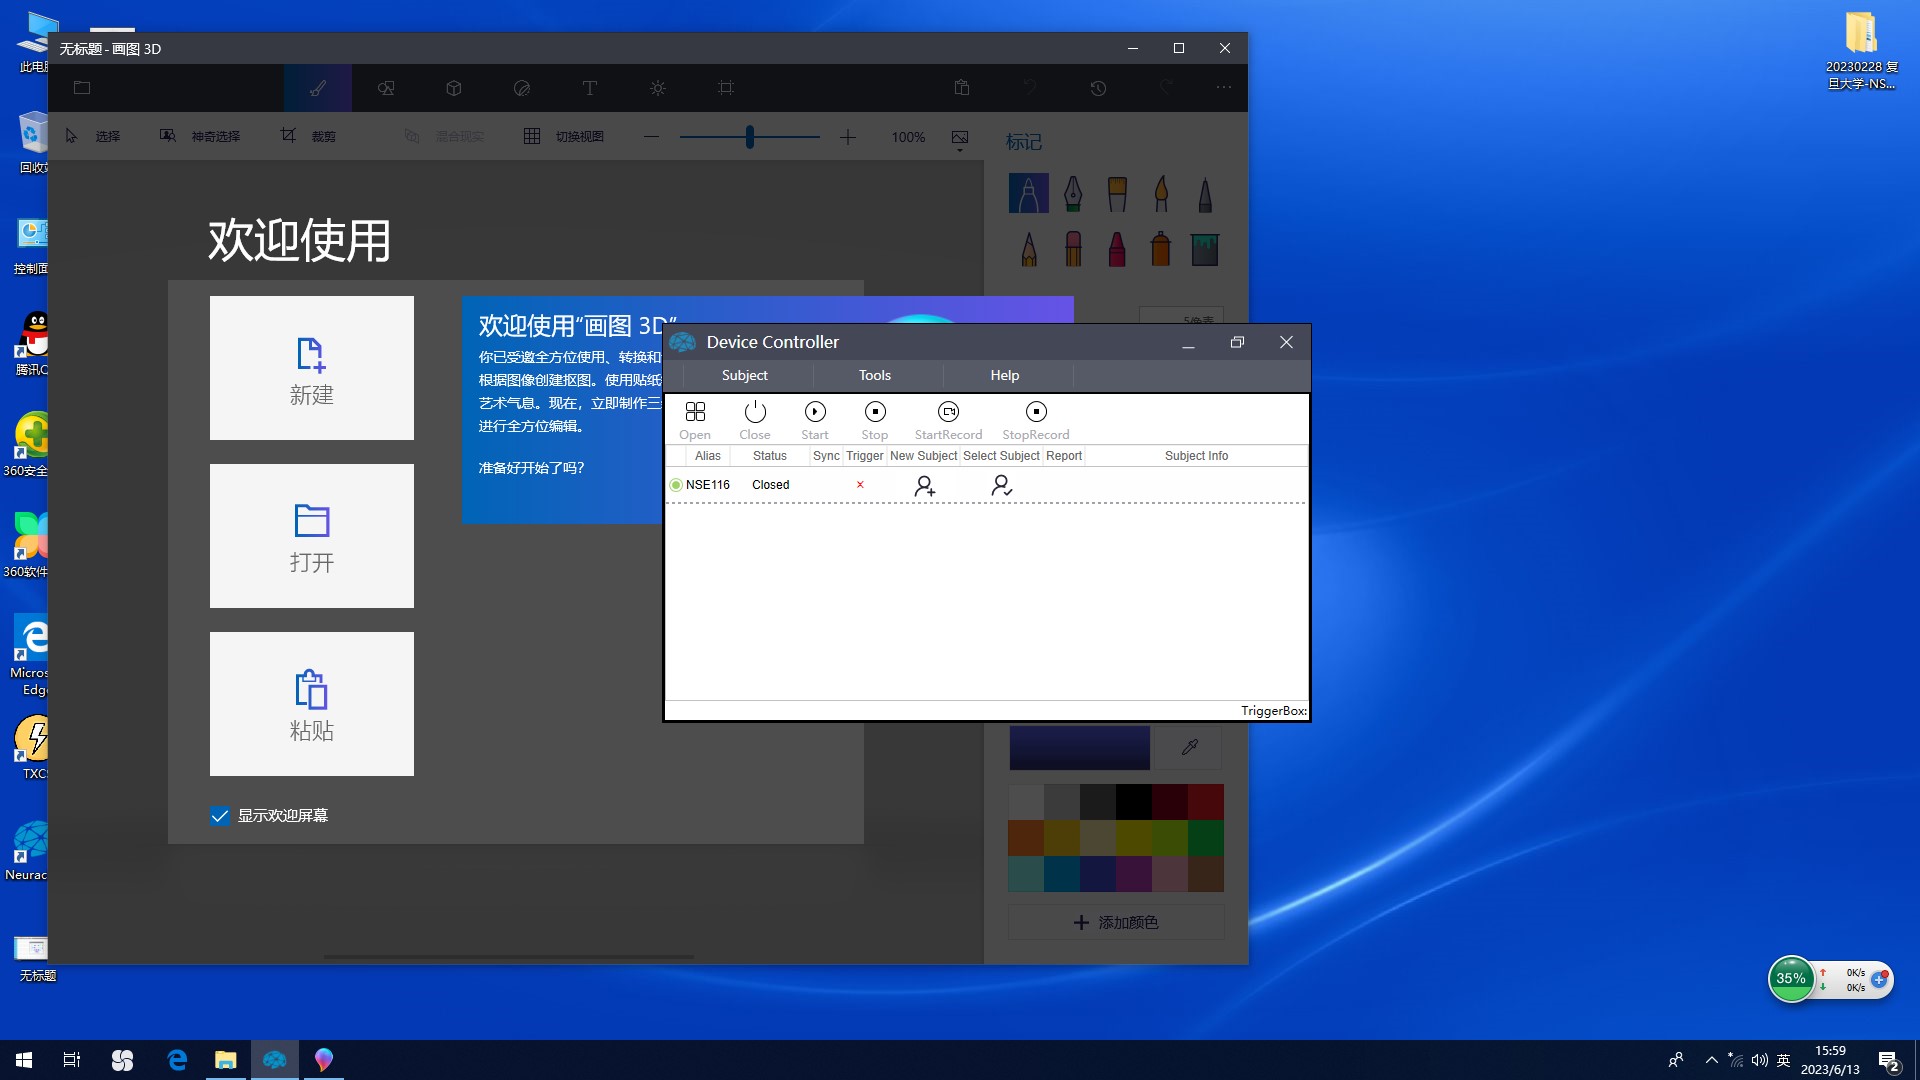 此电脑
回收站
控制面
腾讯Q
360安全
360软件
Micros
Edge
TXC
Neurac
无标题
20230228 复
旦大学-NS...
无标题 - 画图 3D
选择
神奇选择
裁剪
混合现实
切换视图
100%
标记
欢迎使用
新建
打开
粘贴
显示欢迎屏幕
欢迎使用“画图 3D”
你已受邀全方位使用、转换和
根据图像创建抠图。使用贴纸
艺术气息。现在，立即制作三
进行全方位编辑。
准备好开始了吗？
5像素
添加颜色
Device Controller
Subject
Tools
Help
Open
Close
Start
Stop
StartRecord
StopRecord
Alias
Status
Sync
Trigger
New Subject
Select Subject
Report
Subject Info
NSE116
Closed
TriggerBox:
35%
0K/s
0K/s
英
15:59
2023/6/13
2